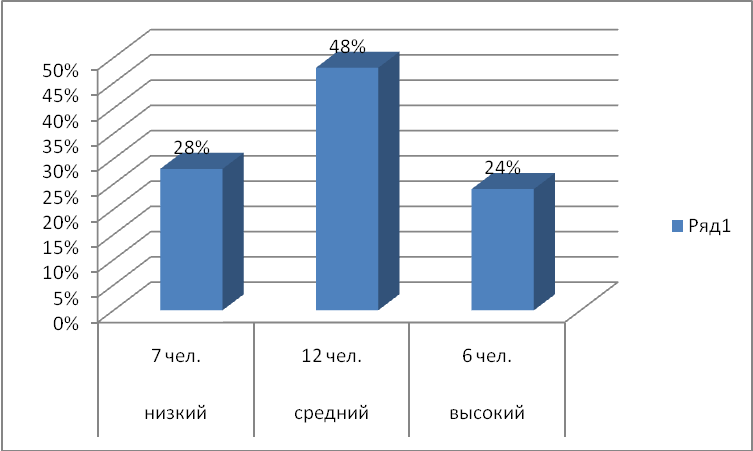 48%
50%
45%
40%
35%
30%
25%
20%
15%
10%
5%
0%
28%
24%
Ряд1
7 чел.
12 чел.
6 чел.
низкий
средний
высокий